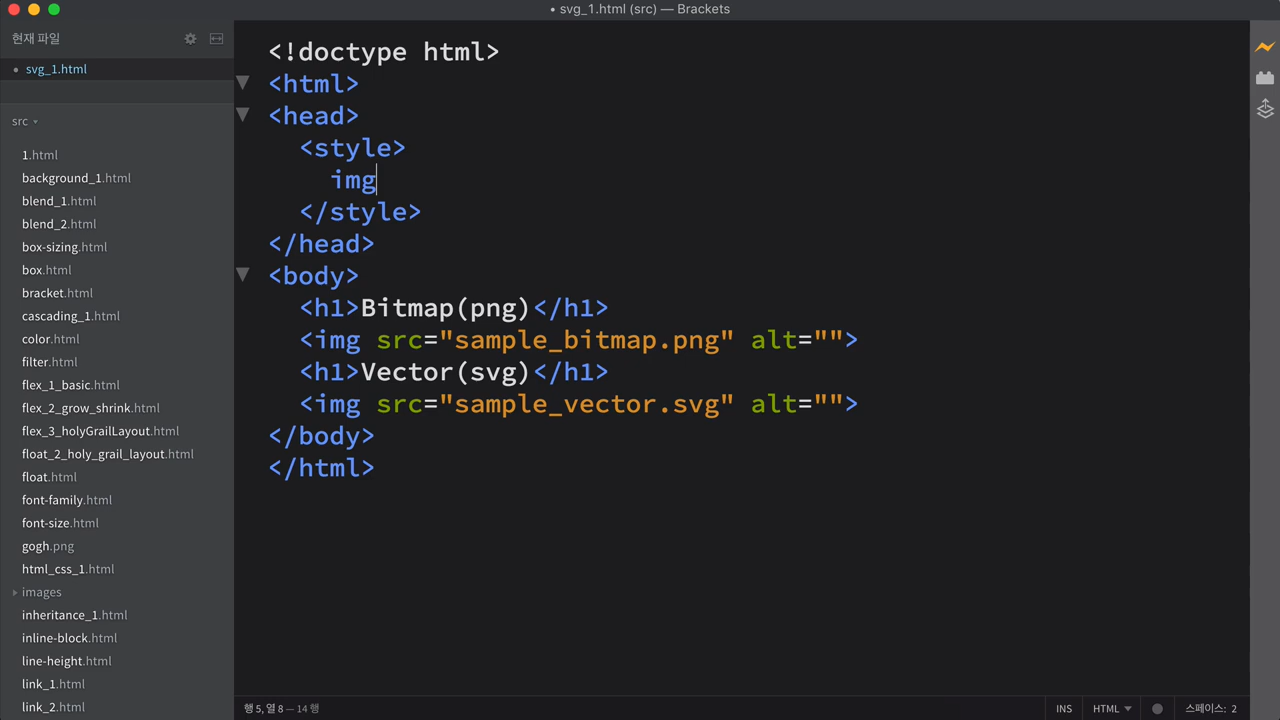 • svg_1.html (src) — Brackets
현재 파일
• svg_1.html
src
1.html
background_1.html
blend_1.html
blend_2.html
box-sizing.html
box.html
bracket.html
cascading_1.html
color.html
filter.html
flex_1_basic.html
flex_2_grow_shrink.html
flex_3_holyGrailLayout.html
float_2_holy_grail_layout.html
float.html
font-family.html
font-size.html
gogh.png
html_css_1.html
images
inheritance_1.html
inline-block.html
line-height.html
link_1.html
link_2.html
<!doctype html>
<html>
<head>
<style>
img
</style>
</head>
<body>
<h1>Bitmap(png)</h1>
<img src="sample_bitmap.png" alt="">
<h1>Vector(svg)</h1>
<img src="sample_vector.svg" alt="">
</body>
</html>
행 5, 열 8 — 14 행
INS
HTML
스페이스: 2